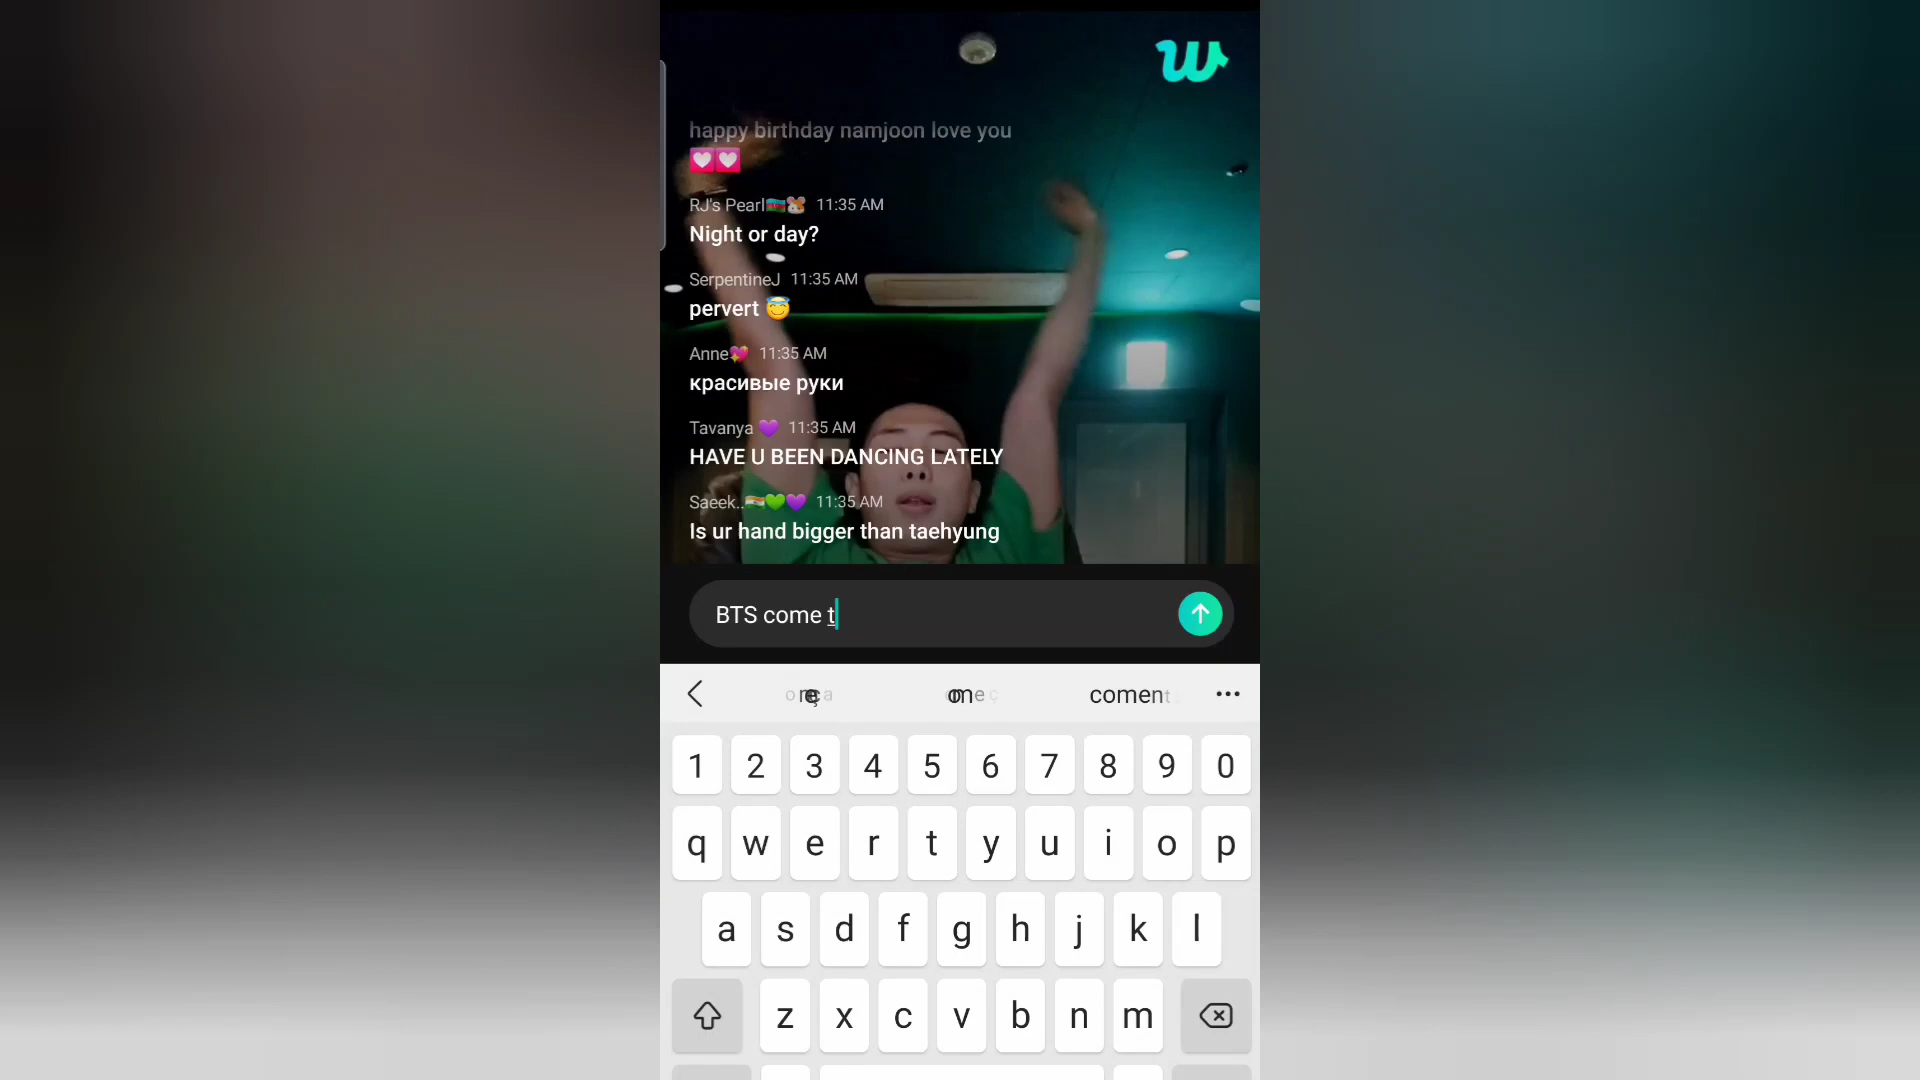 w
happy birthday namjoon love you
💟💟
RJ's Pearl🇦🇿🐹 11:35 AM
Night or day?
SerpentineJ 11:35 AM
pervert 😇
Anne💖 11:35 AM
красивые руки
Tavanya 💜 11:35 AM
HAVE U BEEN DANCING LATELY
Saeek..🇮🇳💚💜 11:35 AM
Is ur hand bigger than taehyung
BTS come t
1 2 3 4 5 6 7 8 9 0
q w e r t y u i o p
a s d f g h j k l
z x c v b n m